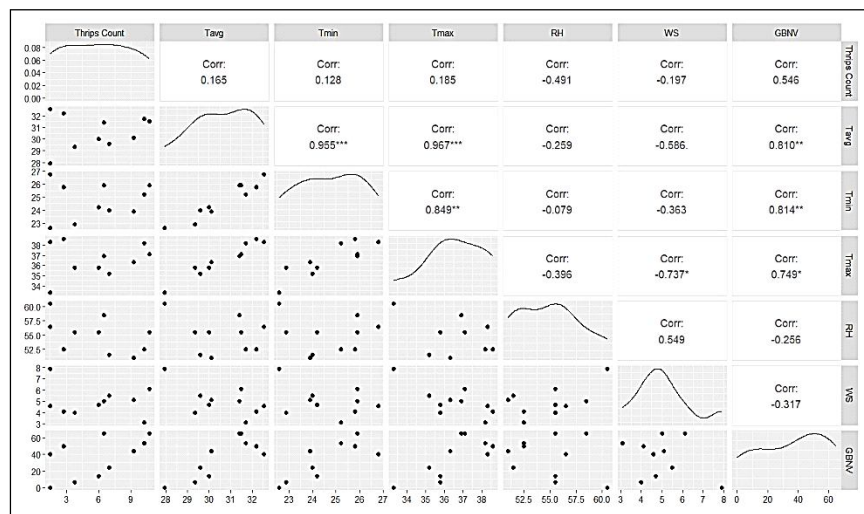 Thrips Count Tavg Tmin Tmax RH WS GBNV
0.08
0.06
0.04
0.02
0.00
Corr: Corr: Corr: Corr: Corr: Corr:
0.165 0.128 0.185 -0.491 -0.197 0.546
Thrips Count
32
31
30
29
28
Corr: Corr: Corr: Corr: Corr:
0.955*** 0.967*** -0.259 -0.586. 0.810**
Tavg
27
26
25
24
23
Corr: Corr: Corr: Corr:
0.849** -0.079 -0.363 0.814**
Tmin
38
37
36
35
34
Corr: Corr: Corr:
-0.396 -0.737* 0.749*
Tmax
60.0
57.5
55.0
52.5
Corr: Corr:
0.549 -0.256
RH
8
7
6
5
4
3
Corr:
-0.317
WS
60
40
20
0
GBNV
3 6 9 28 29 30 31 32 23 24 25 26 27 34 35 36 37 38 52.5 55.0 57.5 60.0 3 4 5 6 7 8 0 20 40 60